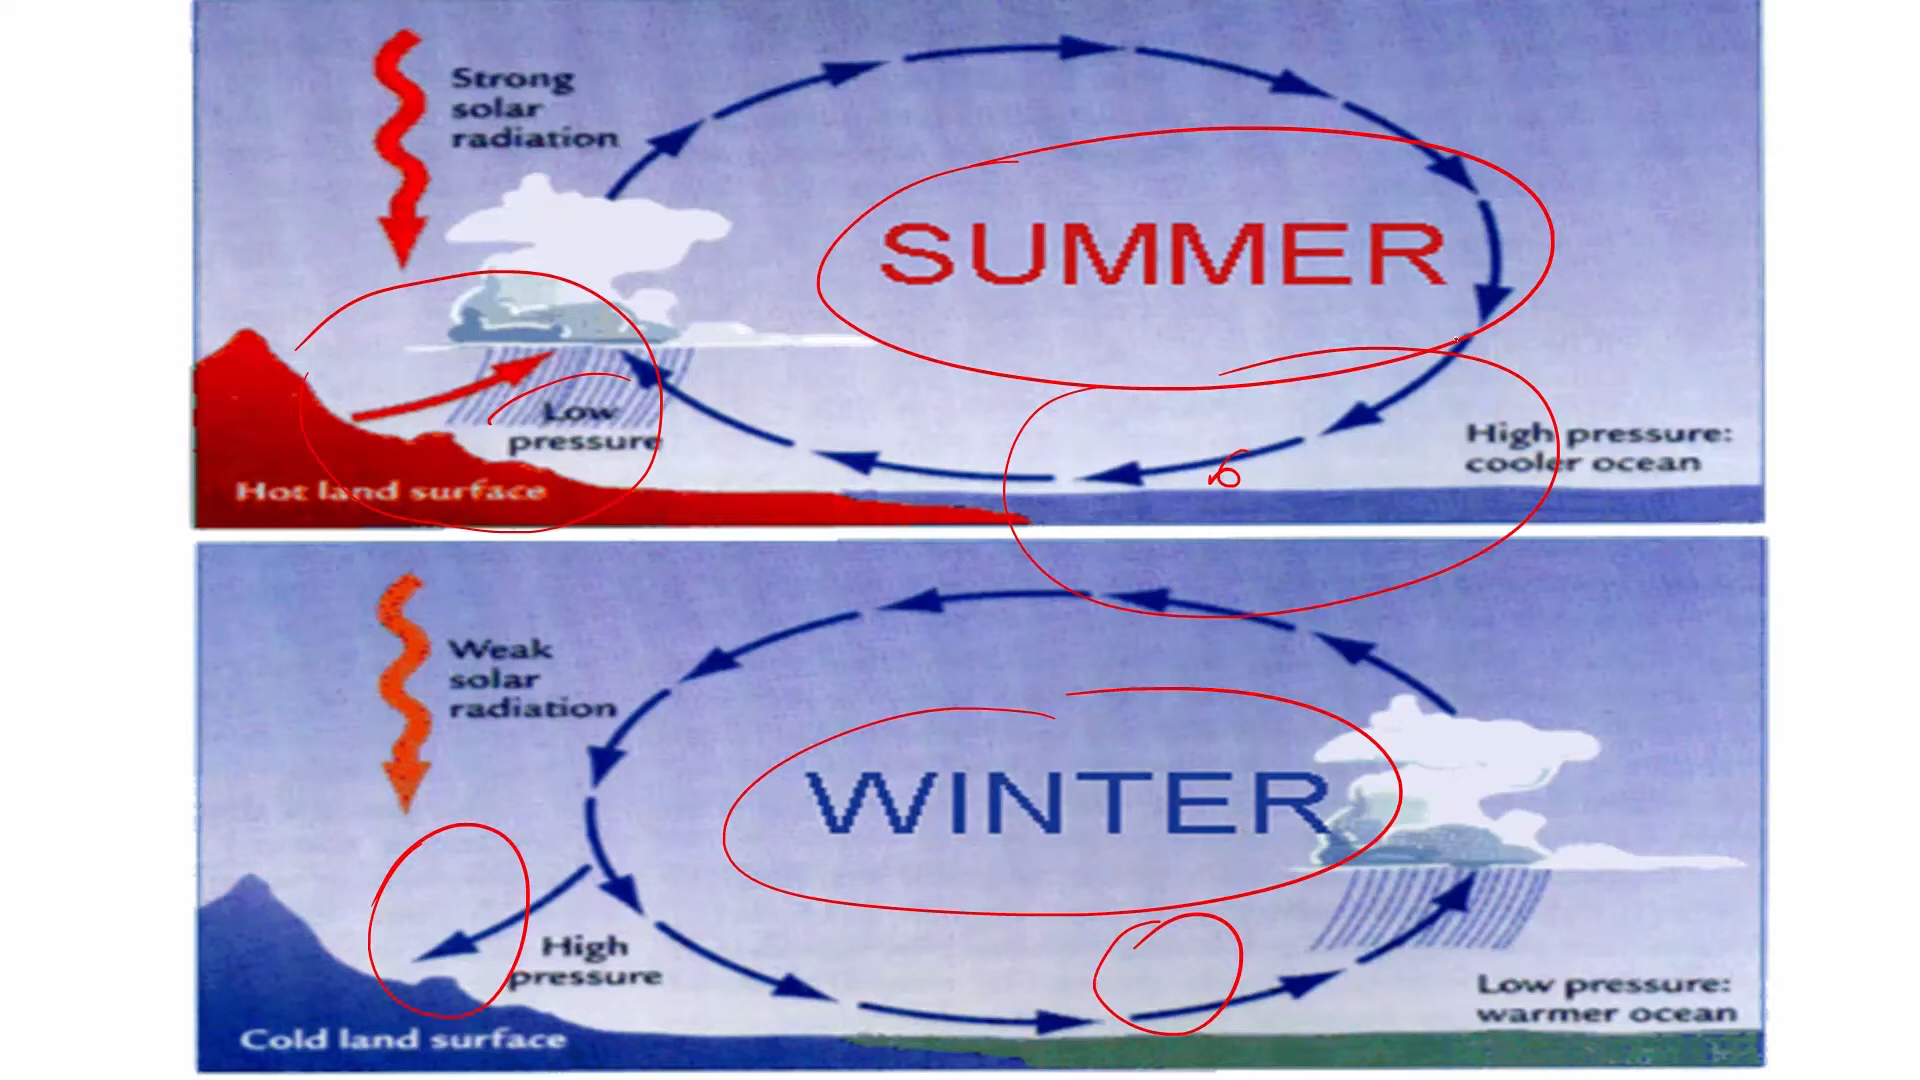 Strong
solar
radiation
SUMMER
Low
pressure
High pressure:
cooler ocean
Hot land surface
Weak
solar
radiation
WINTER
High
pressure
Low pressure:
warmer ocean
Cold land surface